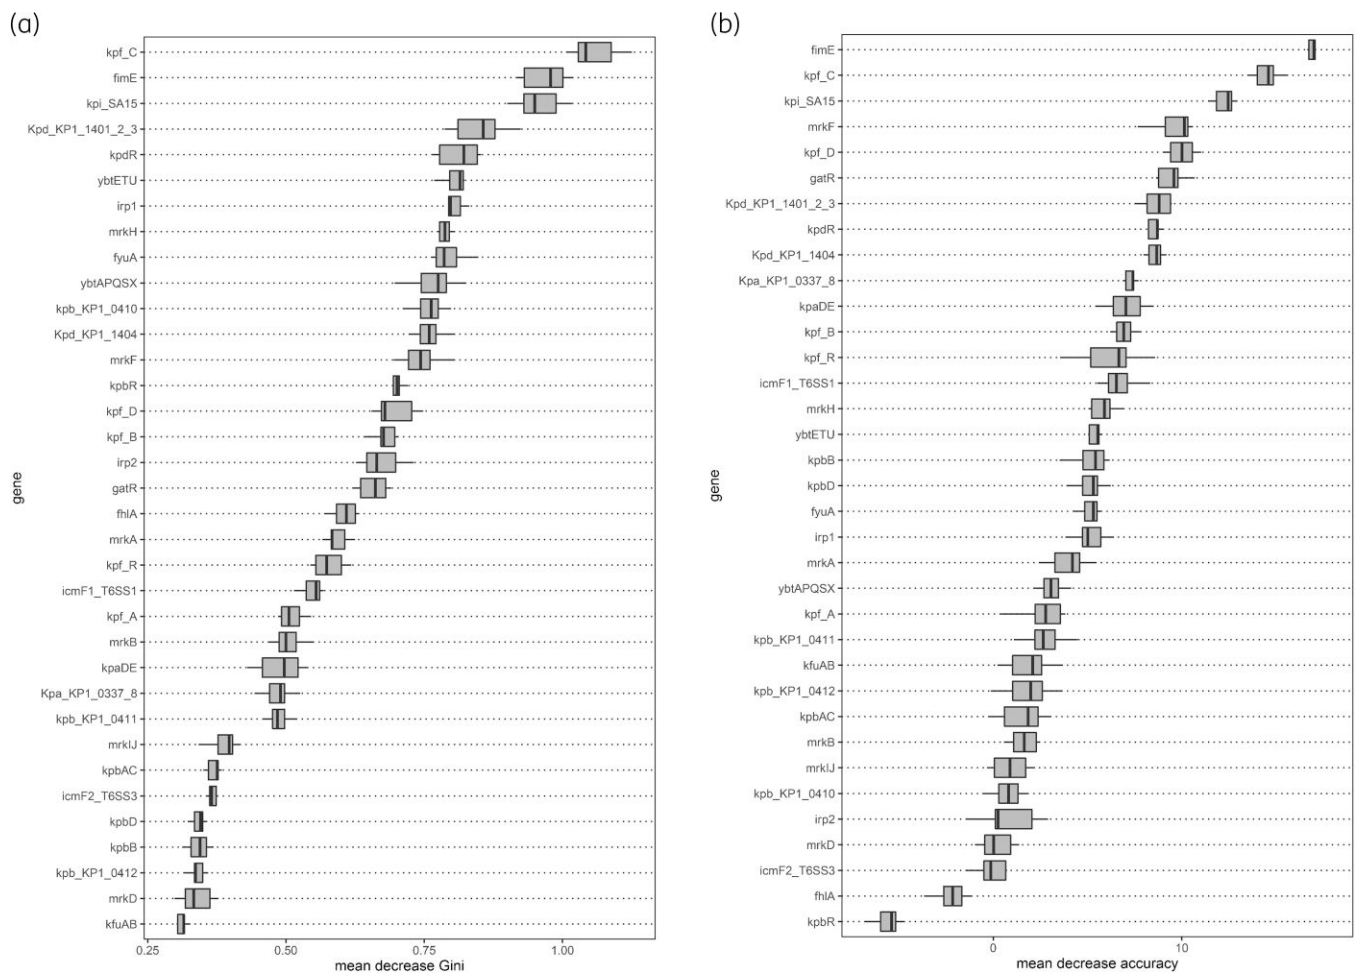 (a)
kpf_C
fimE
kpi_SA15
Kpd_KP1_1401_2_3
kpdR
ybtETU
irp1
mrkH
fyuA
ybtAPQSX
kpb_KP1_0410
Kpd_KP1_1404
mrkF
kpbR
kpf_D
kpf_B
irp2
gatR
fhlA
mrkA
kpf_R
icmF1_T6SS1
kpf_A
mrkB
kpaDE
Kpa_KP1_0337_8
kpb_KP1_0411
mrkIJ
kpbAC
icmF2_T6SS3
kpbD
kpbB
kpb_KP1_0412
mrkD
kfuAB
gene
0.25 0.50 0.75 1.00
mean decrease Gini
(b)
fimE
kpf_C
kpi_SA15
mrkF
kpf_D
gatR
Kpd_KP1_1401_2_3
kpdR
Kpd_KP1_1404
Kpa_KP1_0337_8
kpaDE
kpf_B
kpf_R
icmF1_T6SS1
mrkH
ybtETU
kpbB
kpbD
fyuA
irp1
mrkA
ybtAPQSX
kpf_A
kpb_KP1_0411
kfuAB
kpb_KP1_0412
kpbAC
mrkB
mrkIJ
kpb_KP1_0410
irp2
mrkD
icmF2_T6SS3
fhlA
kpbR
gene
0 10
mean decrease accuracy